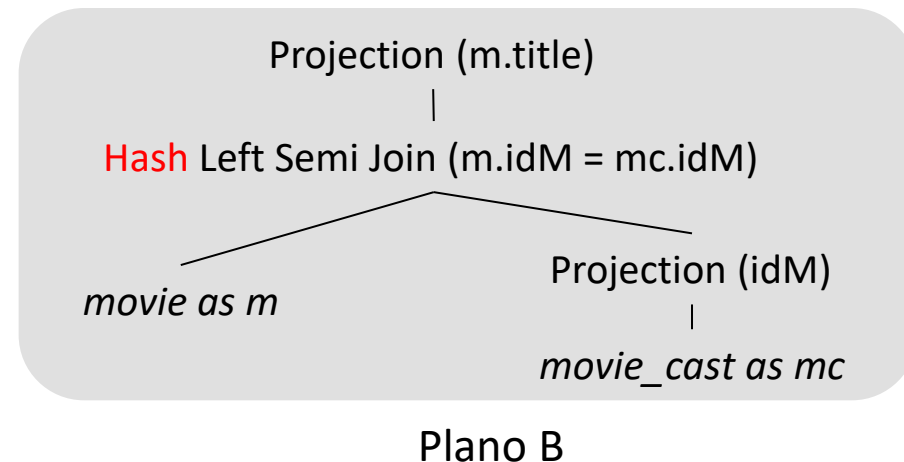 Projection (m.title)
Hash Left Semi Join (m.idM = mc.idM)
Projection (idM)
movie as m
movie_cast as mc
Plano B